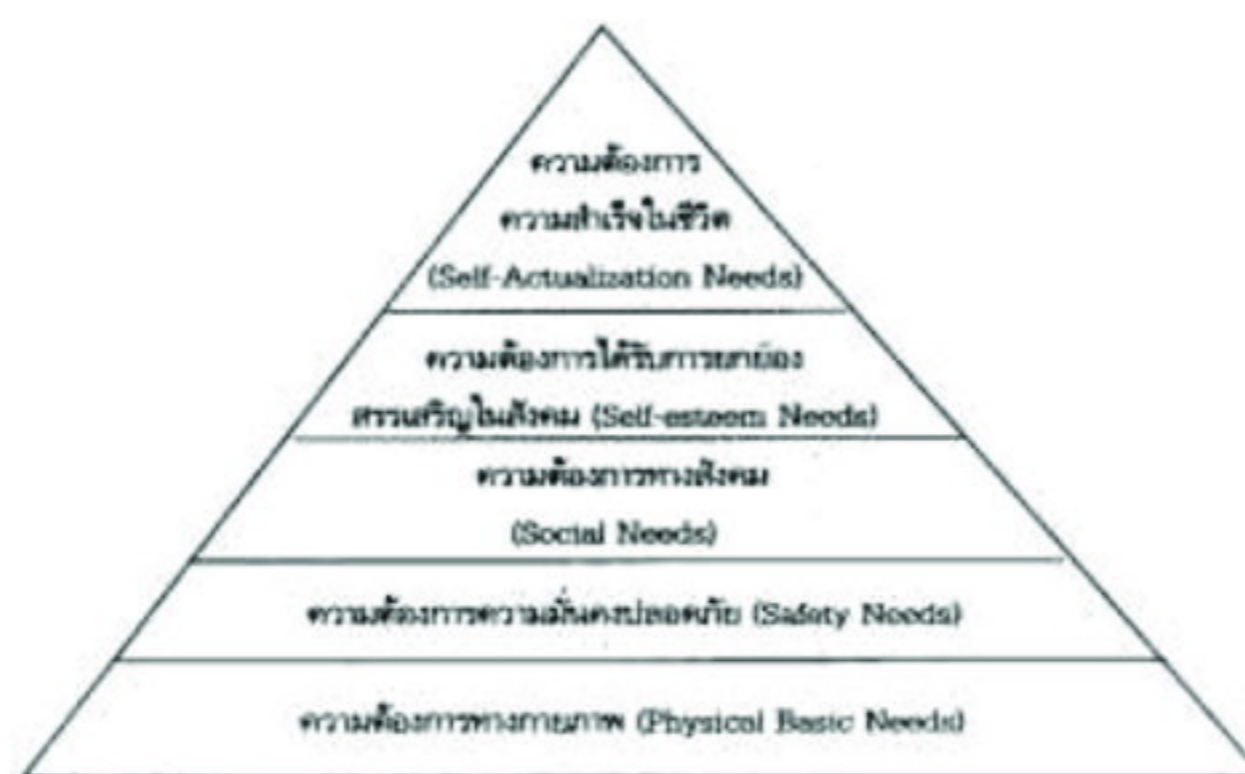 ความต้องการ
ความสำเร็จในชีวิต
(Self-Actualization Needs)
ความต้องการได้รับการยกย่อง
สรรเสริญในสังคม (Self-esteem Needs)
ความต้องการทางสังคม
(Social Needs)
ความต้องการความมั่นคงปลอดภัย (Safety Needs)
ความต้องการทางกายภาพ (Physical Basic Needs)